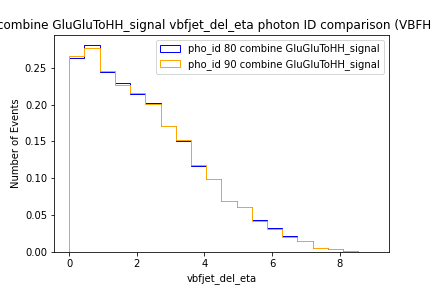 combine GluGluToHH_signal vbfjet_del_eta photon ID comparison (VBFH
pho_id 80 combine GluGluToHH_signal
pho_id 90 combine GluGluToHH_signal
Number of Events
0.25
0.20
0.15
0.10
0.05
0.00
0 2 4 6 8
vbfjet_del_eta